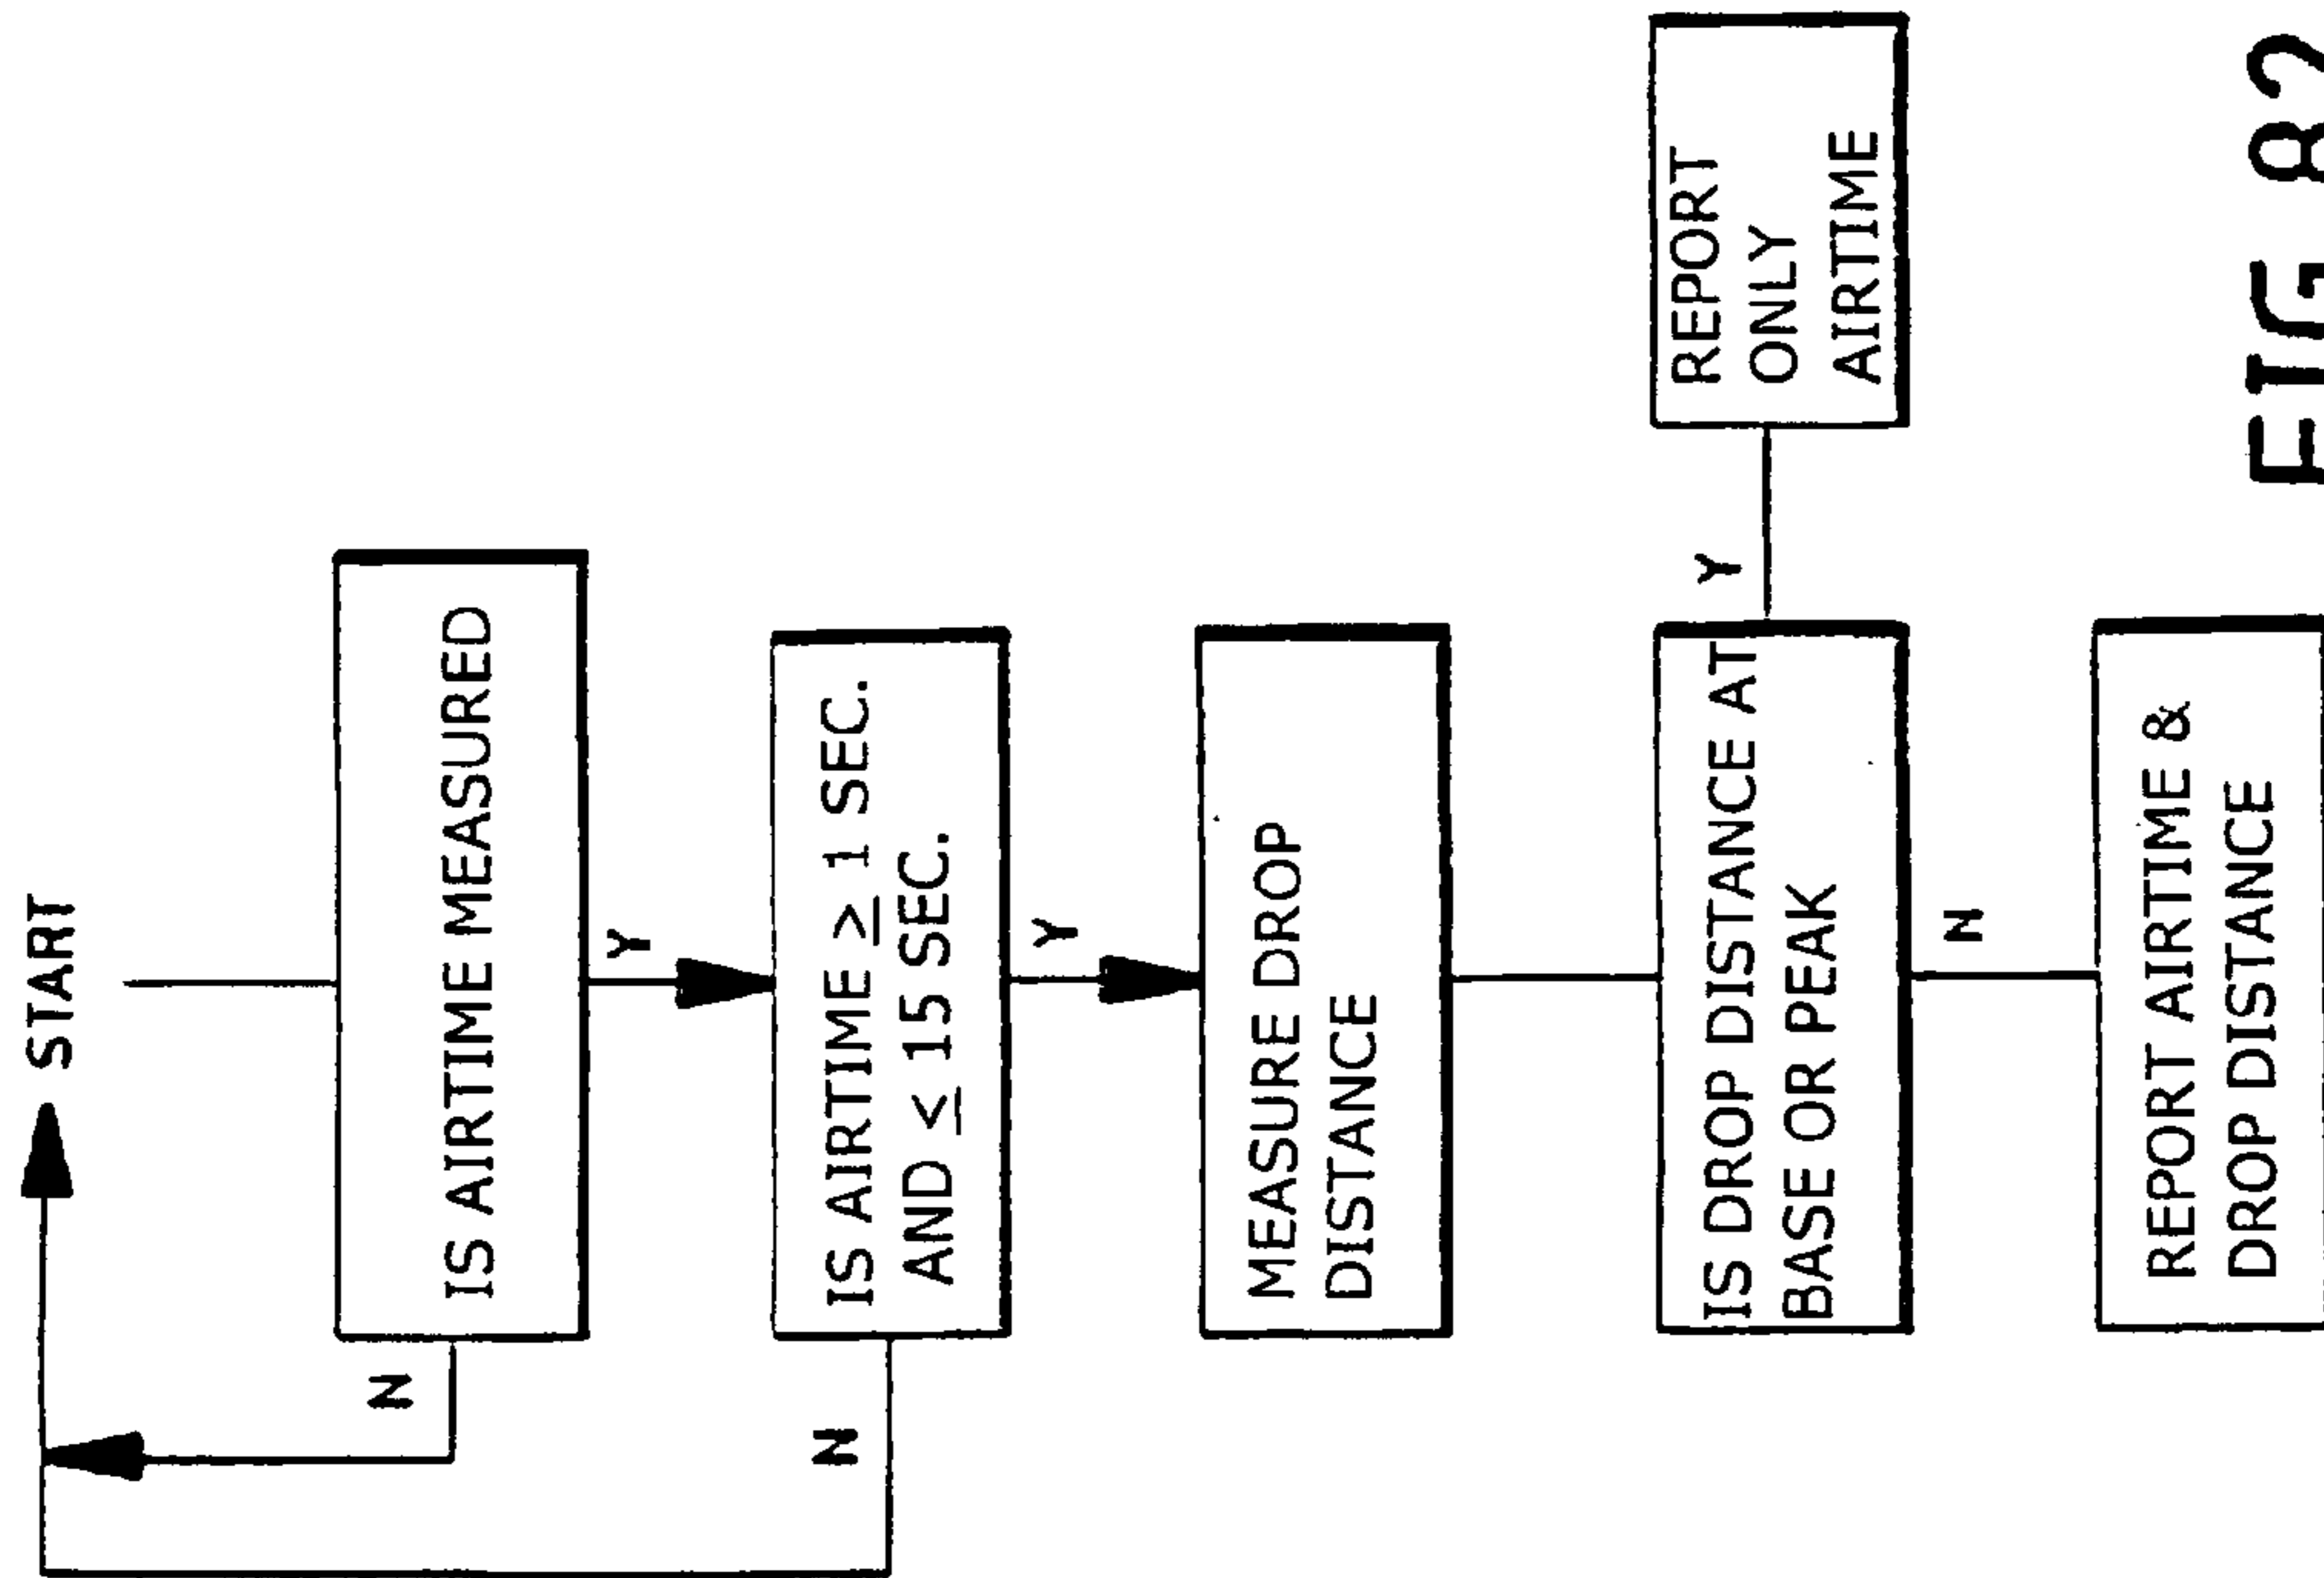 START
IS AIRTIME MEASURED
N
Y
IS AIRTIME ≥ 1 SEC.
AND ≤ 15 SEC.
N
Y
MEASURE DROP
DISTANCE
IS DROP DISTANCE AT
BASE OR PEAK
Y
REPORT
ONLY
AIRTIME
N
REPORT AIRTIME &
DROP DISTANCE
FIG 82